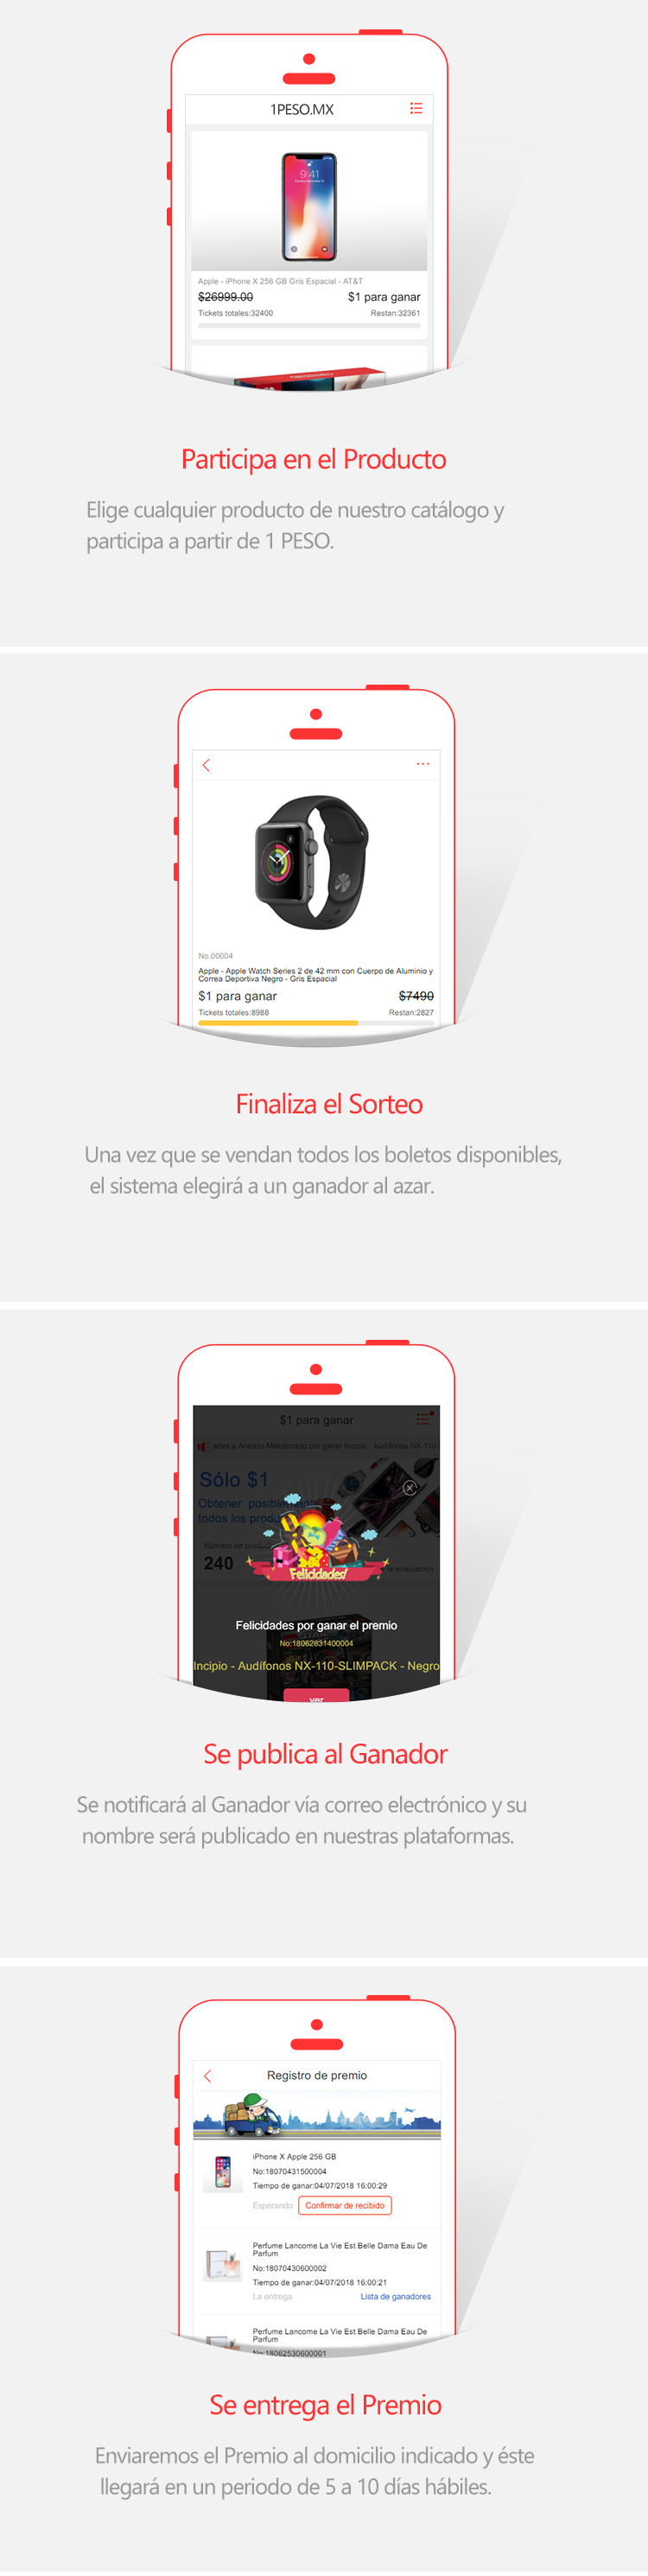 1PESO.MX
9:41
Apple - iPhone X 256 GB Gris Espacial - AT&T
$26999.00 $1 para ganar
Tickets totales:32400 Restan:32361
Participa en el Producto
Elige cualquier producto de nuestro catálogo y
participa a partir de 1 PESO.
No.00004
Apple - Apple Watch Series 2 de 42 mm con Cuerpo de Aluminio y
Correa Deportiva Negro - Gris Espacial
$1 para ganar $7490
Tickets totales:8988 Restan:2827
Finaliza el Sorteo
Una vez que se vendan todos los boletos disponibles,
el sistema elegirá a un ganador al azar.
$1 para ganar
ades a Antonio Makdonado por ganar Incipio - Audífonos NX-110-
Sólo $1
Obtener
todos los
Número de
240
la evaluación
Felicidades!
Felicidades por ganar el premio
No:18062831400004
Incipio - Audífonos NX-110-SLIMPACK - Negro
ver
Se publica al Ganador
Se notificará al Ganador vía correo electrónico y su
nombre será publicado en nuestras plataformas.
Registro de premio
iPhone X Apple 256 GB
No:18070431500004
Tiempo de ganar:04/07/2018 16:00:29
Esperando Confirmar de recibido
Perfume Lancome La Vie Est Belle Dama Eau De
Parfum
No:18070430600002
Tiempo de ganar:04/07/2018 16:00:21
La entrega Lista de ganadores
Perfume Lancome La Vie Est Belle Dama Eau De
Parfum
No:18062530600001
Se entrega el Premio
Enviaremos el Premio al domicilio indicado y éste
llegará en un periodo de 5 a 10 días hábiles.